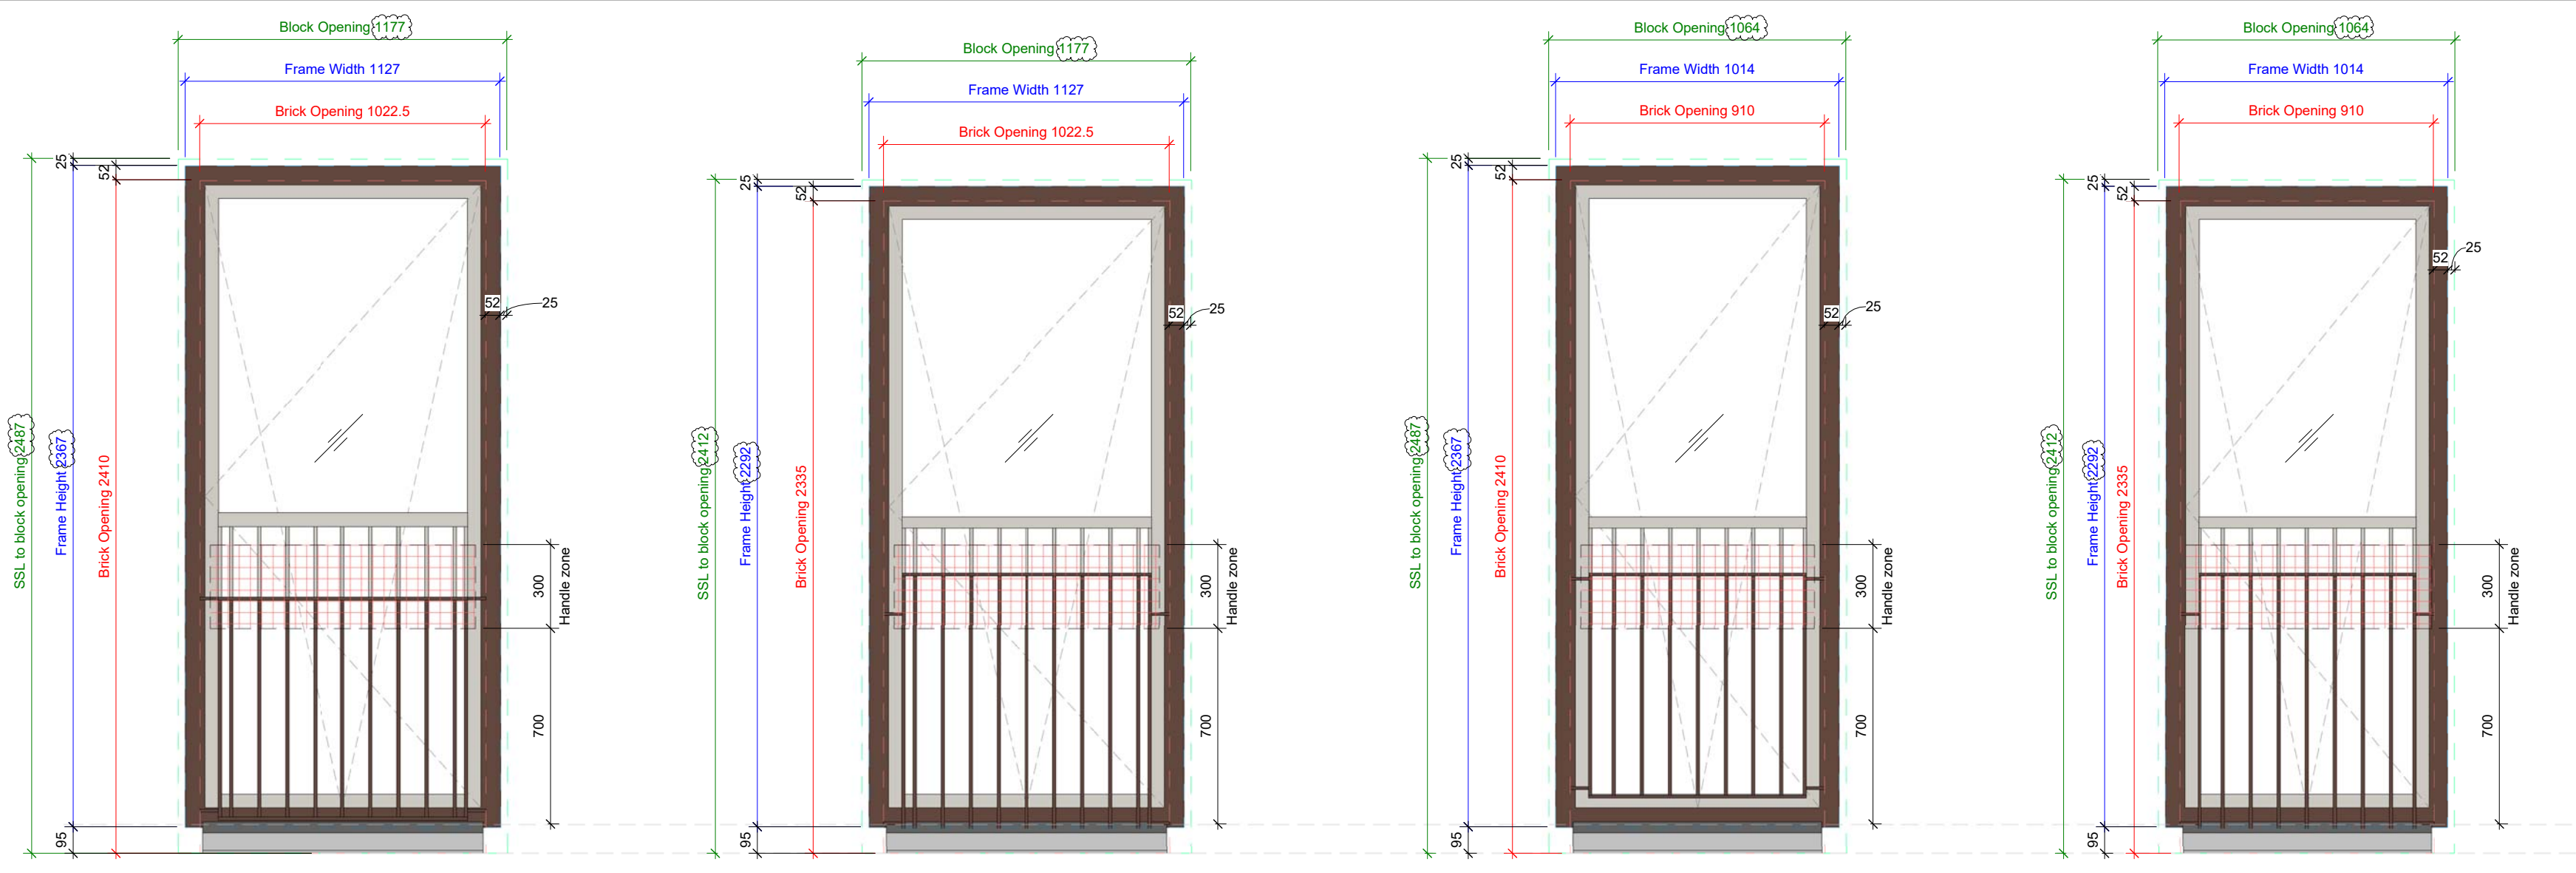 Block Opening 1177
Frame Width 1127
Brick Opening 1022.5
25
52
52
25
SSL to block opening 2487
Frame Height 2367
Brick Opening 2410
300
Handle zone
700
95
Block Opening 1177
Frame Width 1127
Brick Opening 1022.5
25
52
52
25
SSL to block opening 2412
Frame Height 2292
Brick Opening 2335
300
Handle zone
700
95
Block Opening 1064
Frame Width 1014
Brick Opening 910
25
52
52
25
SSL to block opening 2487
Frame Height 2367
Brick Opening 2410
300
Handle zone
700
95
Block Opening 1064
Frame Width 1014
Brick Opening 910
25
52
52
25
SSL to block opening 2412
Frame Height 2292
Brick Opening 2335
300
Handle zone
700
95